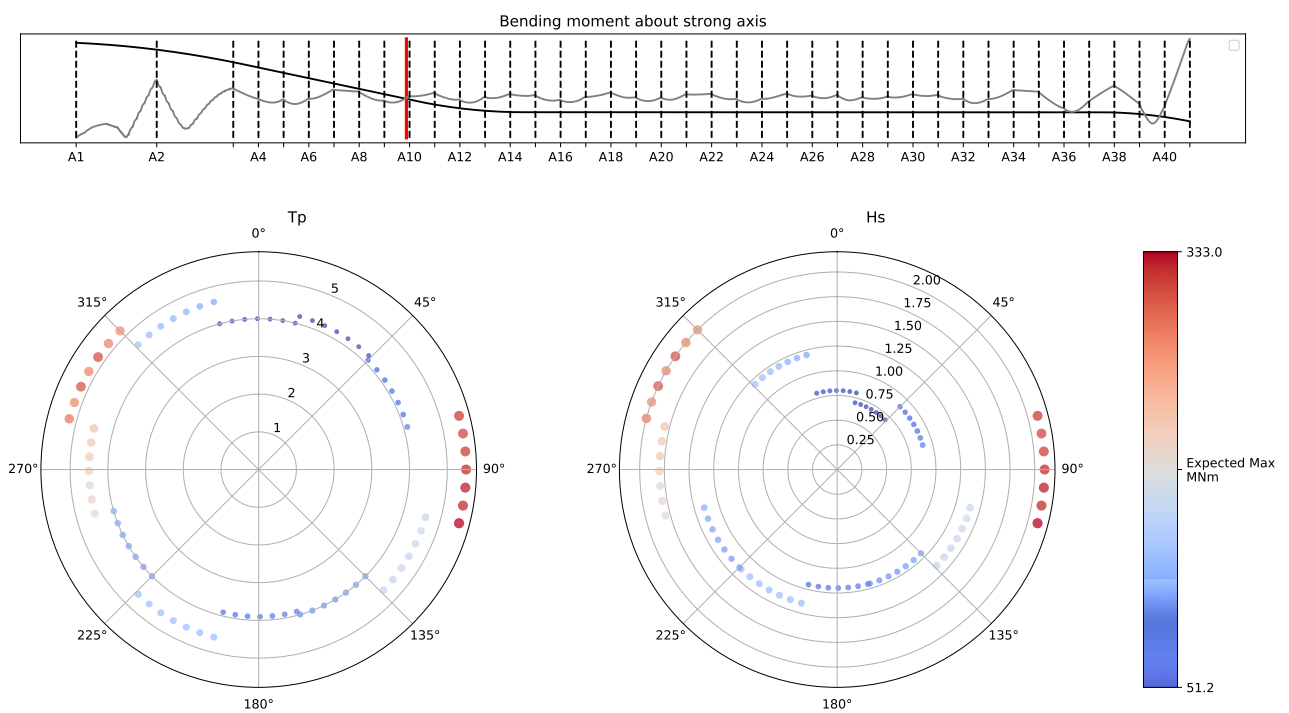 Bending moment about strong axis
A1 A2 A4 A6 A8 A10 A12 A14 A16 A18 A20 A22 A24 A26 A28 A30 A32 A34 A36 A38 A40
Tp Hs
0° 0°
333.0
5 2.00
315° 45° 315° 1.75 45°
4 1.50
3 1.25
2 1.00
0.75
1 0.50
0.25
270° 90° 270° 90° Expected Max
MNm
225° 135° 225° 135°
51.2
180° 180°